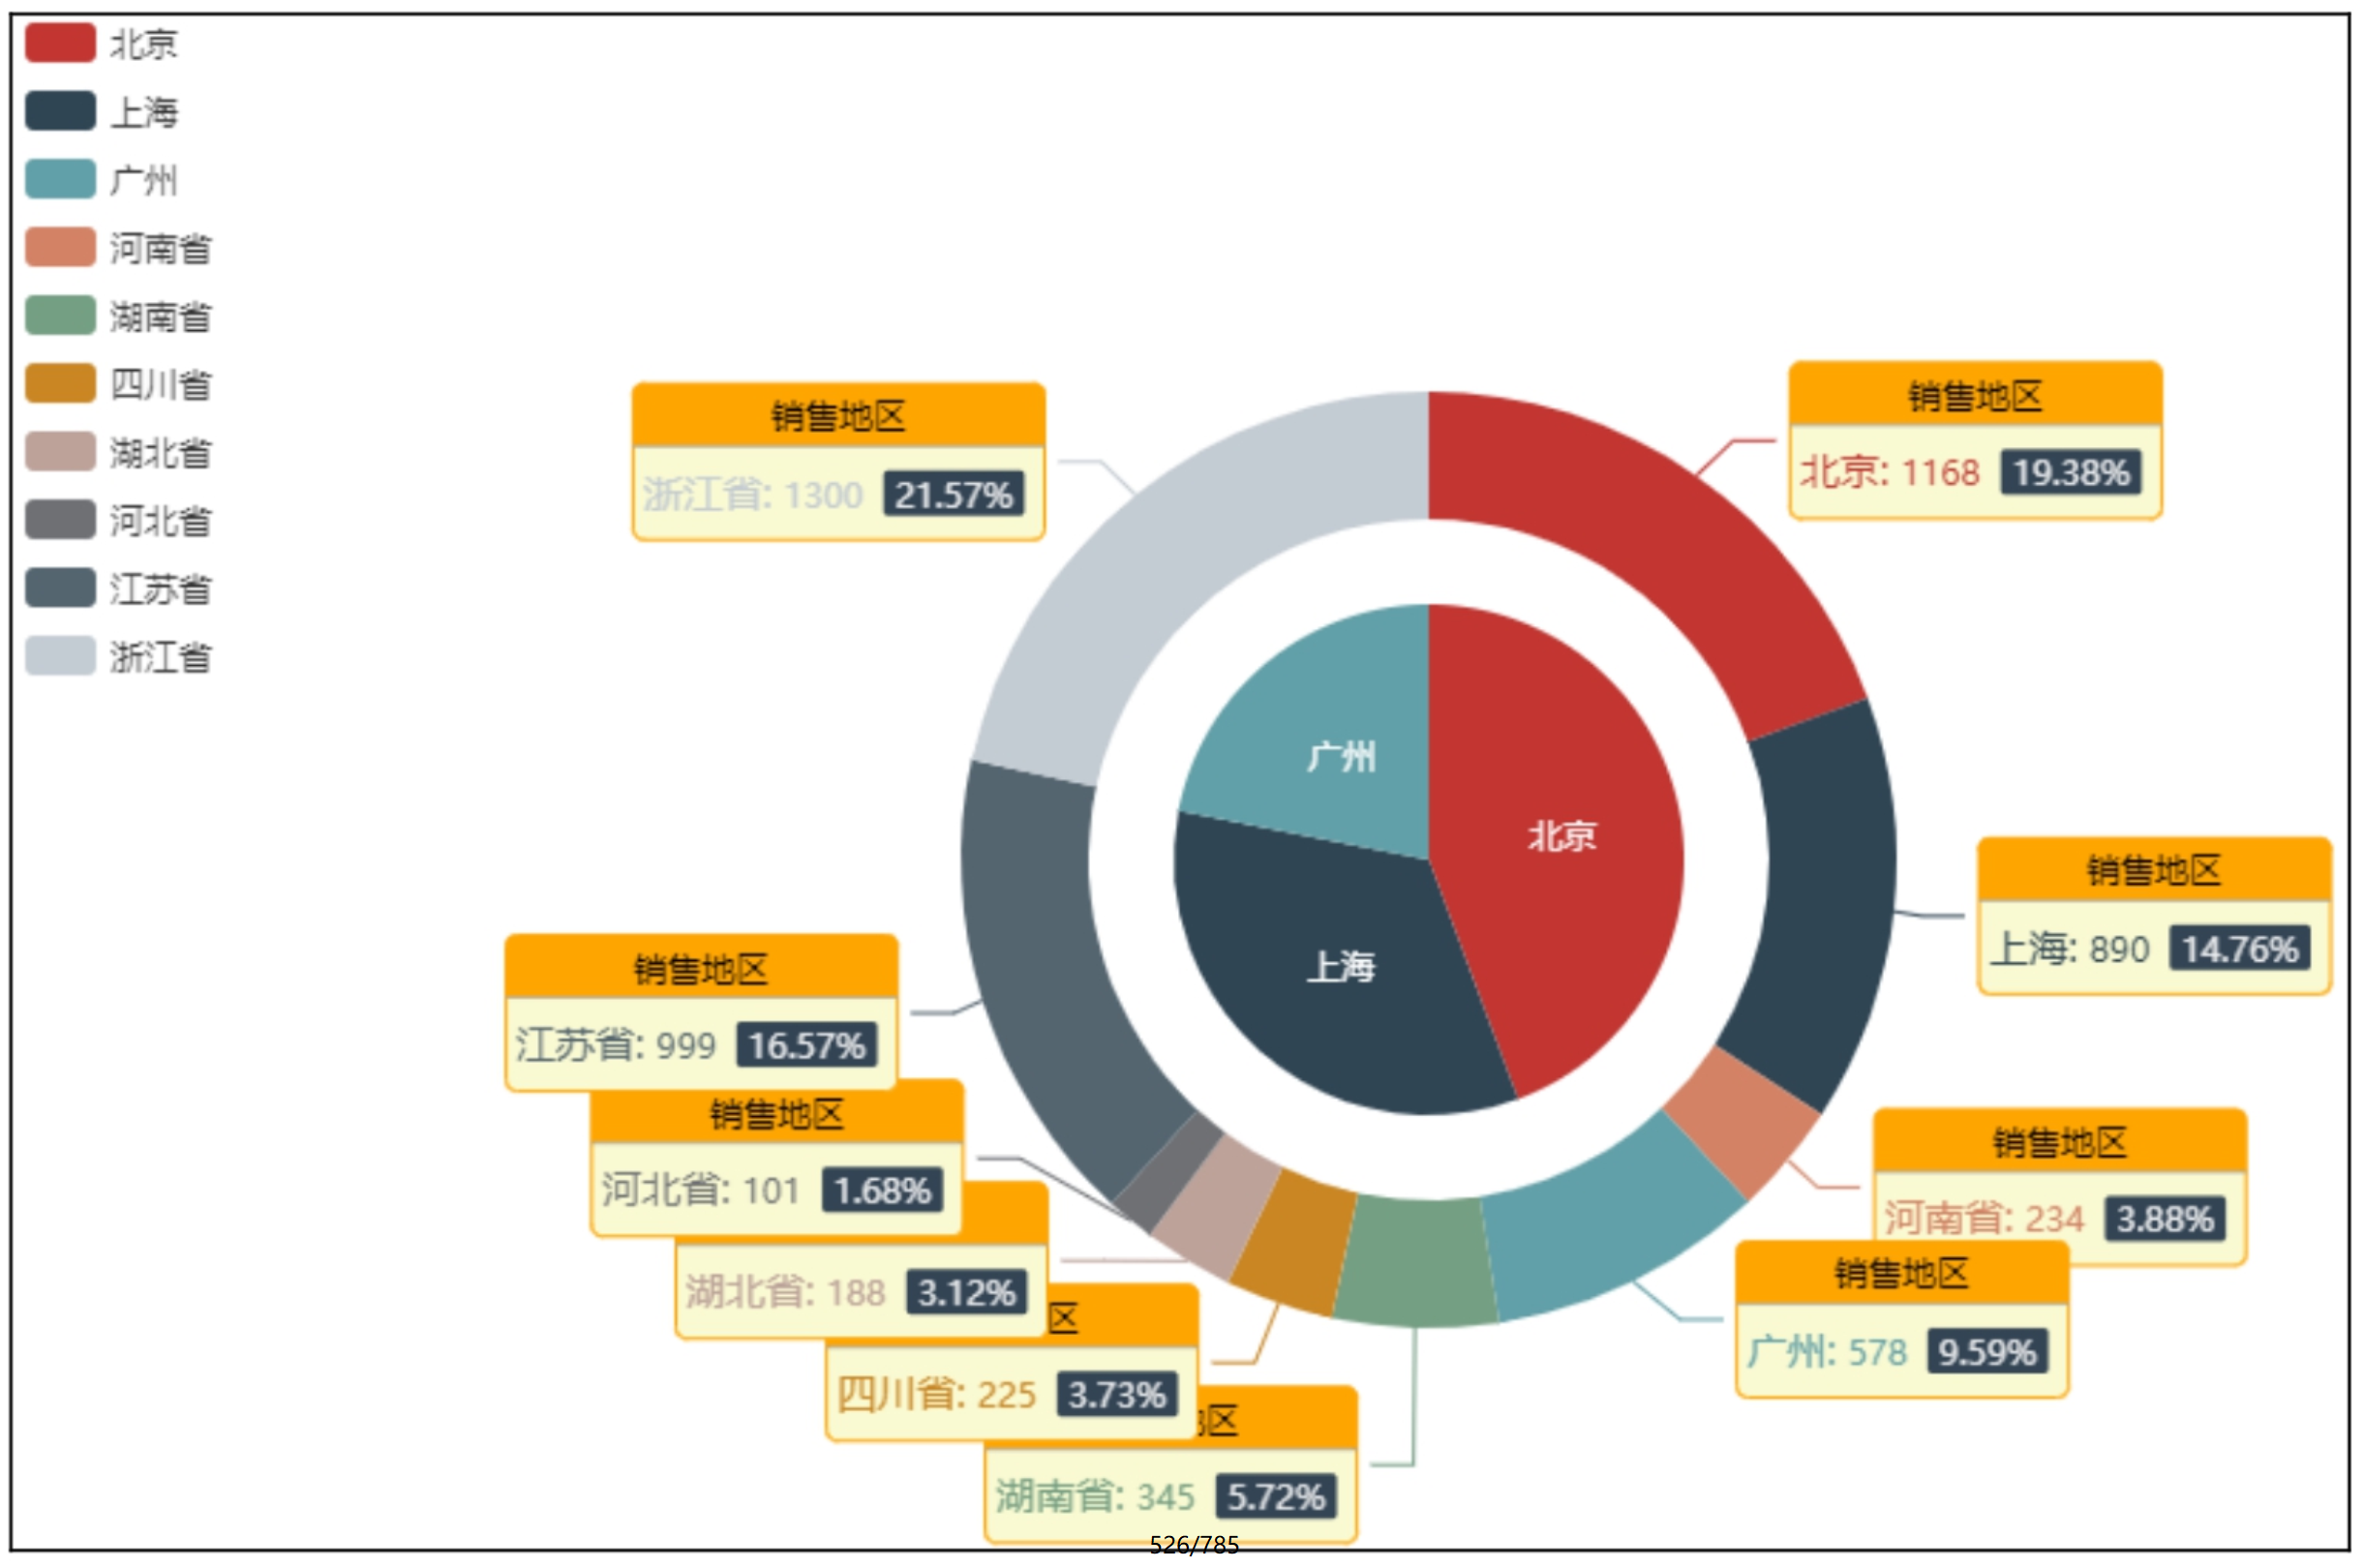 北京
上海
广州
河南省
湖南省
四川省
湖北省
河北省
江苏省
浙江省
销售地区
浙江省: 1300 21.57%
销售地区
北京: 1168 19.38%
广州
北京
上海
销售地区
上海: 890 14.76%
销售地区
江苏省: 999 16.57%
销售地区
河北省: 101 1.68%
销售地区
河南省: 234 3.88%
湖北省: 188 3.12%
销售地区
广州: 578 9.59%
区
四川省: 225 3.73%
区
湖南省: 345 5.72%
526/785